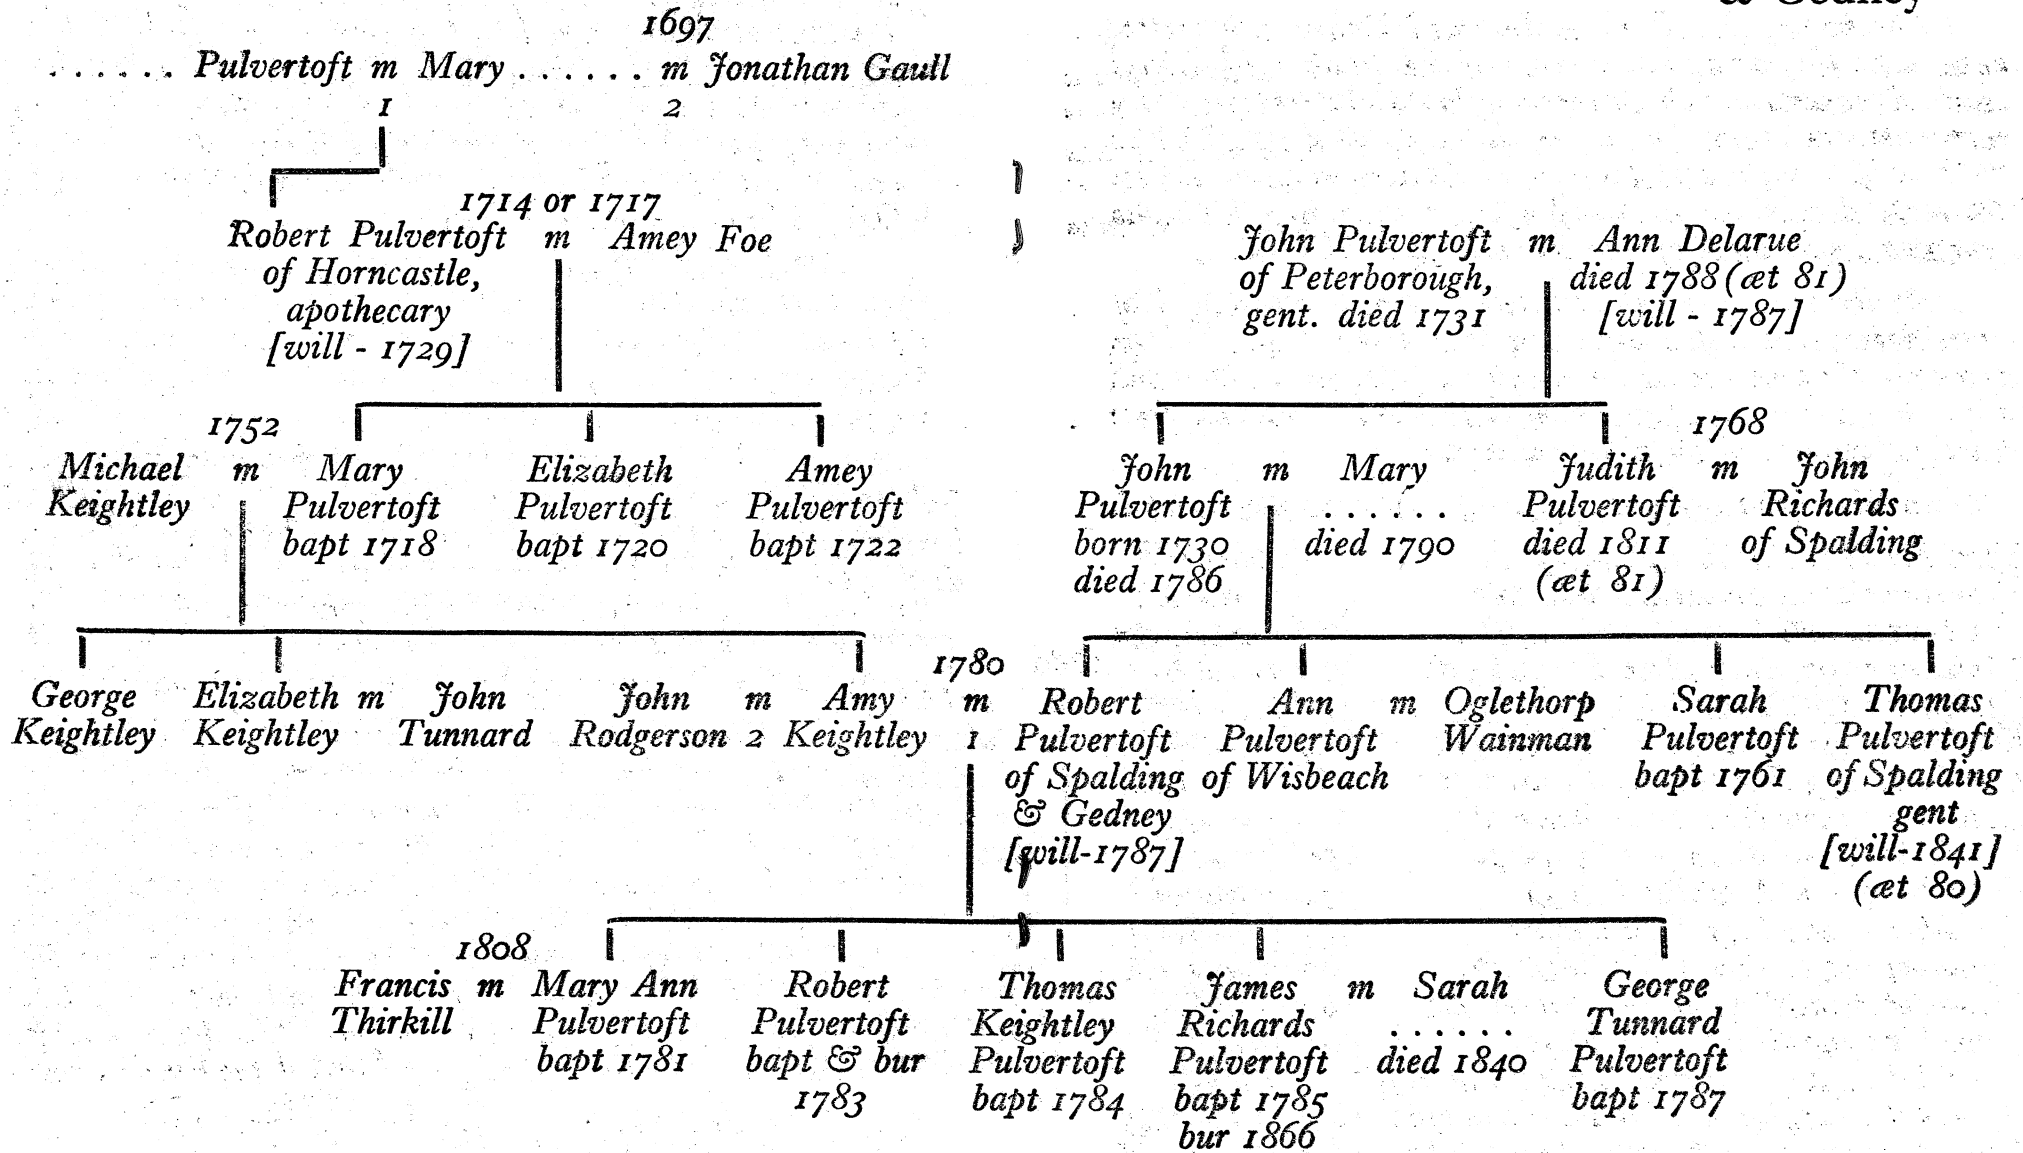 & Gedney
1697
. . . . . . Pulvertoft m Mary . . . . . . m Jonathan Gaull
1 2
1714 or 1717
Robert Pulvertoft m Amey Foe
of Horncastle,
apothecary
[will - 1729]
John Pulvertoft m Ann Delarue
of Peterborough, died 1788 (æt 81)
gent. died 1731 [will - 1787]
1752 1768
Michael m Mary Elizabeth Amey John m Mary Judith m John
Keightley Pulvertoft Pulvertoft Pulvertoft Pulvertoft . . . . . . Pulvertoft Richards
bapt 1718 bapt 1720 bapt 1722 born 1730 died 1790 died 1811 of Spalding
died 1786 (æt 81)
1780
George Elizabeth m John John m Amy m Robert Ann m Oglethorp Sarah Thomas
Keightley Keightley Tunnard Rodgerson 2 Keightley 1 Pulvertoft Pulvertoft Wainman Pulvertoft Pulvertoft
of Spalding of Wisbeach bapt 1761 of Spalding
& Gedney gent
[will-1787] [will-1841]
(æt 80)
1808
Francis m Mary Ann Robert Thomas James m Sarah George
Thirkill Pulvertoft Pulvertoft Keightley Richards . . . . . . Tunnard
bapt 1781 bapt & bur Pulvertoft Pulvertoft died 1840 Pulvertoft
1783 bapt 1784 bapt 1785 bapt 1787
bur 1866